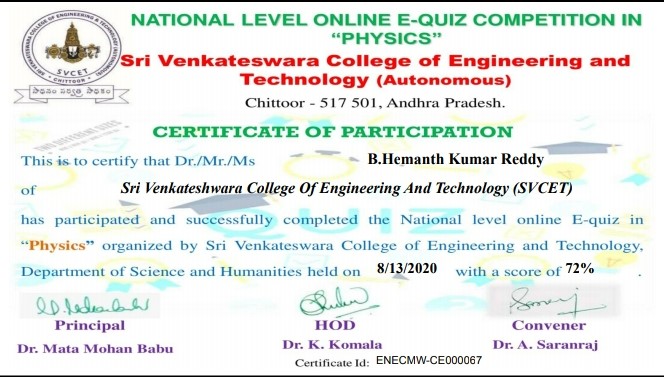 NATIONAL LEVEL ONLINE E-QUIZ COMPETITION IN
“PHYSICS”
Sri Venkateswara College of Engineering and
Technology (Autonomous)
Chittoor - 517 501, Andhra Pradesh.
SVCET
CHITTOOR
CERTIFICATE OF PARTICIPATION
This is to certify that Dr./Mr./Ms B.Hemanth Kumar Reddy
of Sri Venkateshwara College Of Engineering And Technology (SVCET)
has participated and successfully completed the National level online E-quiz in
“Physics” organized by Sri Venkateswara College of Engineering and Technology,
Department of Science and Humanities held on 8/13/2020 with a score of 72% .
QUIZ
Principal HOD Convener
Dr. Mata Mohan Babu Dr. K. Komala Dr. A. Saranraj
Certificate Id: ENECMW-CE000067